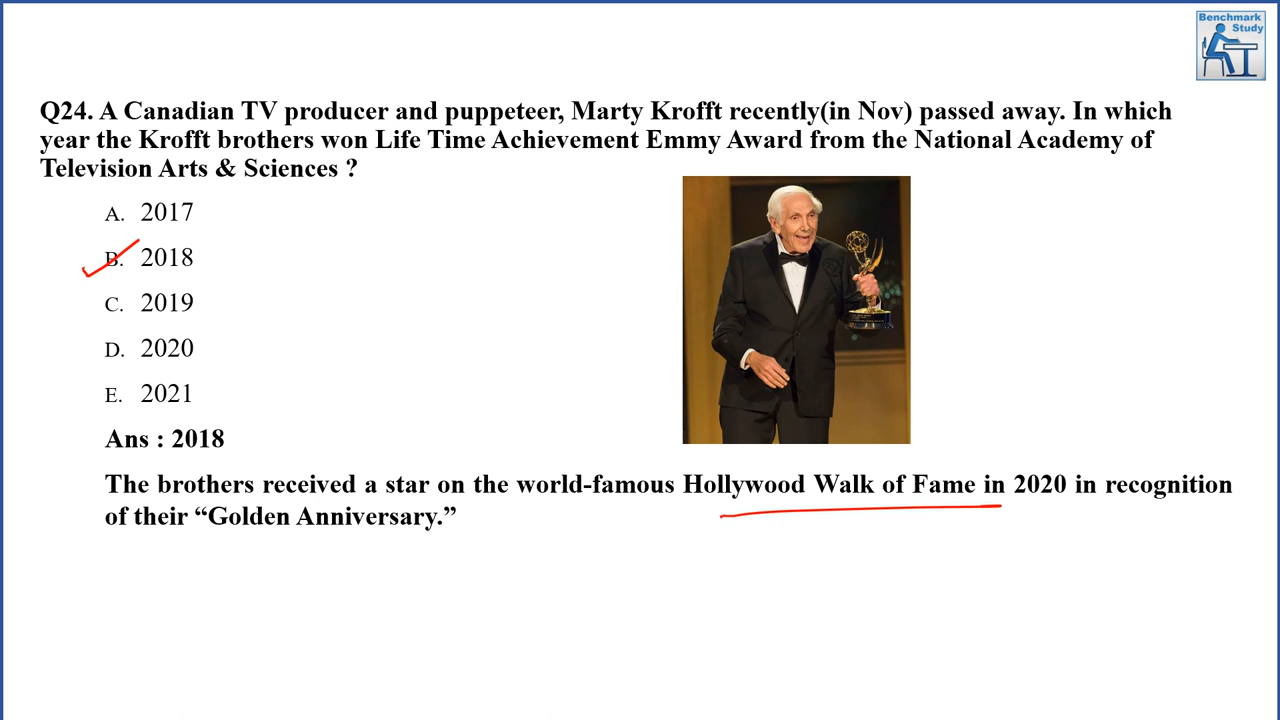 Benchmark
Study
Q24. A Canadian TV producer and puppeteer, Marty Krofft recently(in Nov) passed away. In which
year the Krofft brothers won Life Time Achievement Emmy Award from the National Academy of
Television Arts & Sciences ?
A. 2017
B. 2018
C. 2019
D. 2020
E. 2021
Ans : 2018
The brothers received a star on the world-famous Hollywood Walk of Fame in 2020 in recognition
of their “Golden Anniversary.”